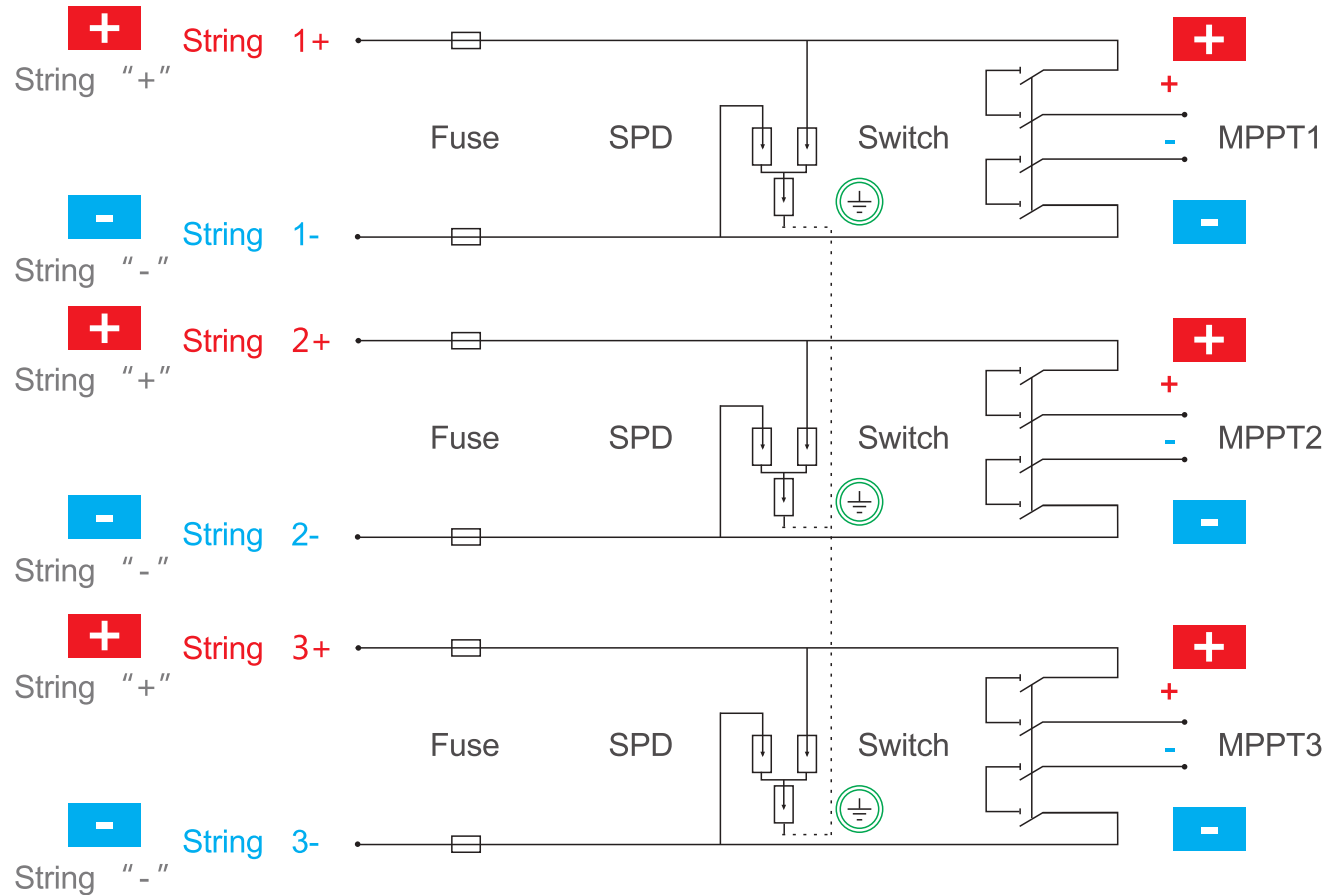 +
String 1+
+
String "+"
+
Fuse
SPD
Switch
-
MPPT1
-
String 1-
-
String "-"
+
String 2+
+
String "+"
+
Fuse
SPD
Switch
-
MPPT2
-
String 2-
-
String "-"
+
String 3+
+
String "+"
+
Fuse
SPD
Switch
-
MPPT3
-
String 3-
-
String "-"